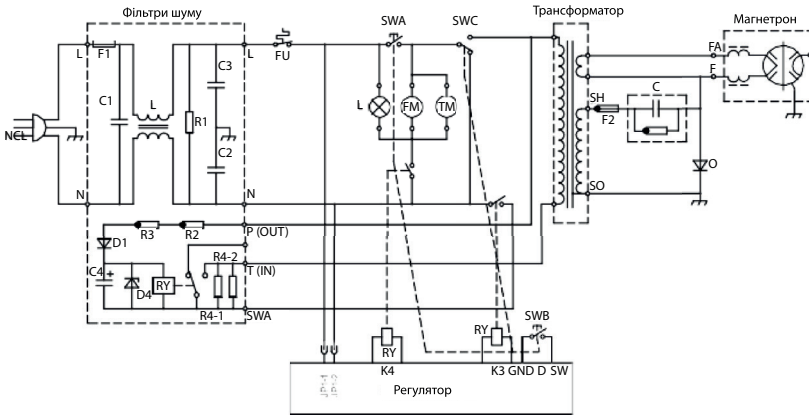 Фільтри шуму
SWA
SWC
Трансформатор
Магнетрон
L
F1
L
FU
FA
F
C3
C1
L
R1
L
FM
TM
SH
C
F2
NCL
C2
O
N
N
SO
R3
R2
P (OUT)
D1
R4-2
T (IN)
C4
+
D4
RY
R4-1
SWA
SWB
RY
RY
K4
K3
GND
D
SW
Регулятор